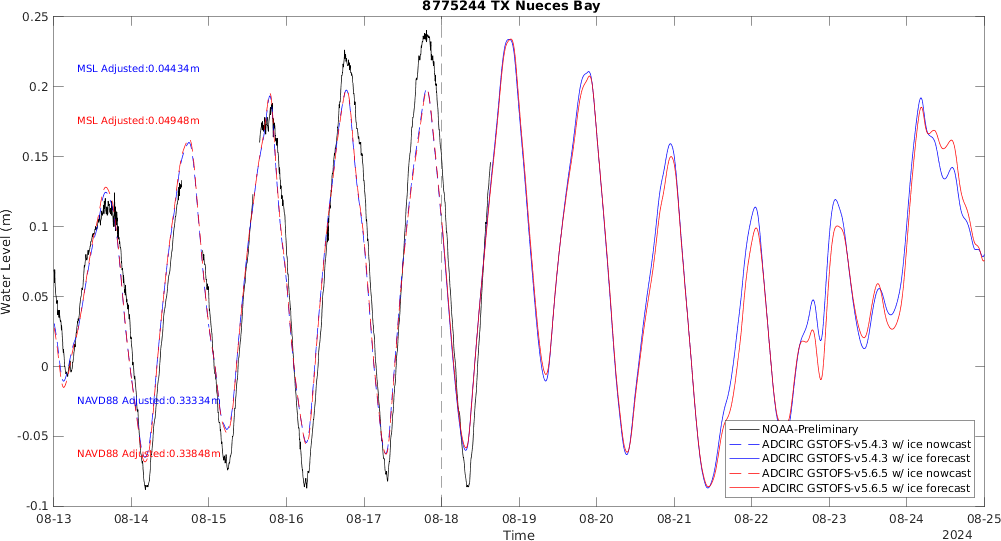 8775244 TX Nueces Bay
0.25
0.2
0.15
0.1
0.05
0
-0.05
-0.1
Water Level (m)
MSL Adjusted:0.04434m
MSL Adjusted:0.04948m
NAVD88 Adjusted:0.33334m
NAVD88 Adjusted:0.33848m
NOAA-Preliminary
ADCIRC GSTOFS-v5.4.3 w/ ice nowcast
ADCIRC GSTOFS-v5.4.3 w/ ice forecast
ADCIRC GSTOFS-v5.6.5 w/ ice nowcast
ADCIRC GSTOFS-v5.6.5 w/ ice forecast
08-13 08-14 08-15 08-16 08-17 08-18 08-19 08-20 08-21 08-22 08-23 08-24 08-25
Time
2024